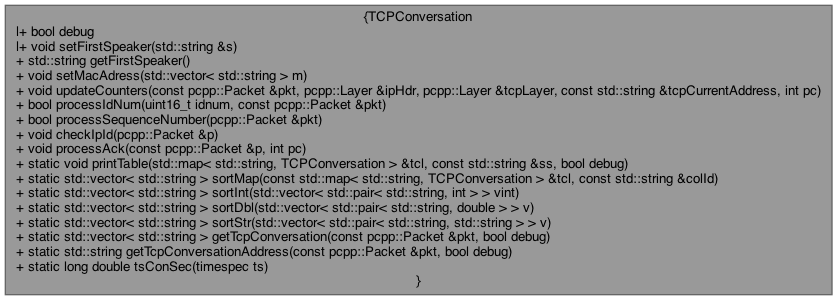 {TCPConversation
|+ bool debug
|+ void setFirstSpeaker(std::string &s)
+ std::string getFirstSpeaker()
+ void setMacAdress(std::vector< std::string > m)
+ void updateCounters(const pcpp::Packet &pkt, pcpp::Layer &ipHdr, pcpp::Layer &tcpLayer, const std::string &tcpCurrentAddress, int pc)
+ bool processIdNum(uint16_t idnum, const pcpp::Packet &pkt)
+ bool processSequenceNumber(pcpp::Packet &pkt)
+ void checkIpId(pcpp::Packet &p)
+ void processAck(const pcpp::Packet &p, int pc)
+ static void printTable(std::map< std::string, TCPConversation > &tcl, const std::string &ss, bool debug)
+ static std::vector< std::string > sortMap(const std::map< std::string, TCPConversation > &tcl, const std::string &colId)
+ static std::vector< std::string > sortInt(std::vector< std::pair< std::string, int > > vint)
+ static std::vector< std::string > sortDbl(std::vector< std::pair< std::string, double > > v)
+ static std::vector< std::string > sortStr(std::vector< std::pair< std::string, std::string > > v)
+ static std::vector< std::string > getTcpConversation(const pcpp::Packet &pkt, bool debug)
+ static std::string getTcpConversationAddress(const pcpp::Packet &pkt, bool debug)
+ static long double tsConSec(timespec ts)
}